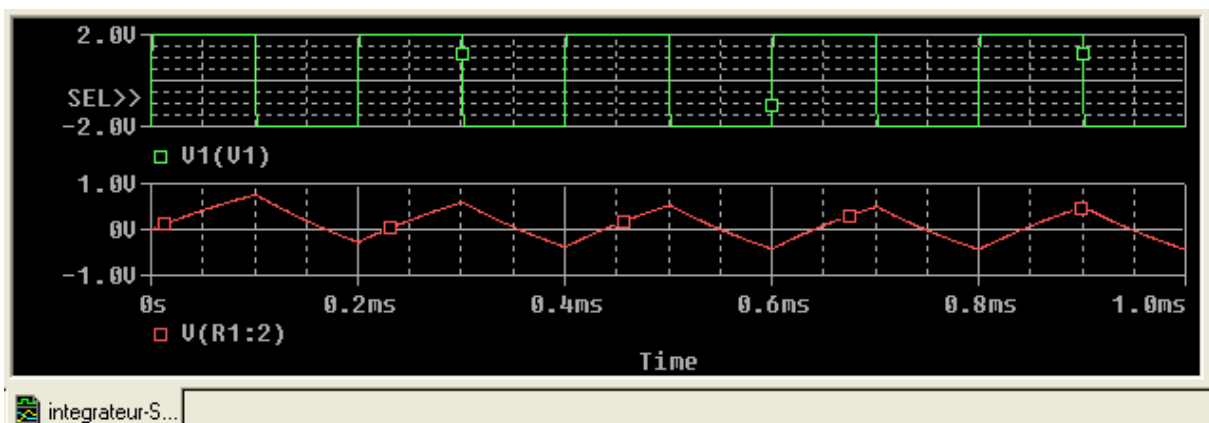 2.0V
SEL>>
-2.0V
V1(V1)
1.0V
0V
-1.0V
0s 0.2ms 0.4ms 0.6ms 0.8ms 1.0ms
V(R1:2)
Time
integrateur-S...